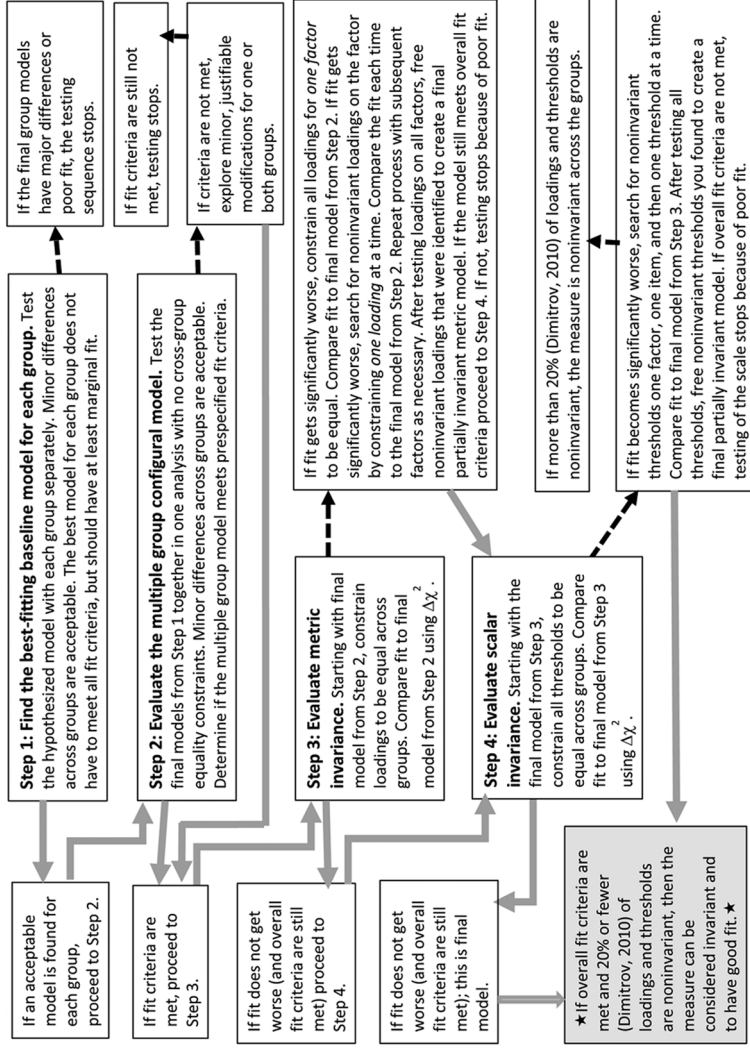 Step 1: Find the best-fitting baseline model for each group. Test
the hypothesized model with each group separately. Minor differences
across groups are acceptable. The best model for each group does not
have to meet all fit criteria, but should have at least marginal fit.
If the final group models
have major differences or
poor fit, the testing
sequence stops.
If an acceptable
model is found for
each group,
proceed to Step 2.
Step 2: Evaluate the multiple group configural model. Test the
final models from Step 1 together in one analysis with no cross-group
equality constraints. Minor differences across groups are acceptable.
Determine if the multiple group model meets prespecified fit criteria.
If fit criteria are still not
met, testing stops.
If criteria are not met,
explore minor, justifiable
modifications for one or
both groups.
If fit criteria are
met, proceed to
Step 3.
Step 3: Evaluate metric
invariance. Starting with final
model from Step 2, constrain
loadings to be equal across
groups. Compare fit to final
model from Step 2 using Δχ².
If fit gets significantly worse, constrain all loadings for one factor
to be equal. Compare fit to final model from Step 2. If fit gets
significantly worse, search for noninvariant loadings on the factor
by constraining one loading at a time. Compare the fit each time
to the final model from Step 2. Repeat process with subsequent
factors as necessary. After testing loadings on all factors, free
noninvariant loadings that were identified to create a final
partially invariant metric model. If the model still meets overall fit
criteria proceed to Step 4. If not, testing stops because of poor fit.
If fit does not get
worse (and overall
fit criteria are still
met) proceed to
Step 4.
Step 4: Evaluate scalar
invariance. Starting with the
final model from Step 3,
constrain all thresholds to be
equal across groups. Compare
fit to final model from Step 3
using Δχ².
If more than 20% (Dimitrov, 2010) of loadings and thresholds are
noninvariant, the measure is noninvariant across the groups.
If fit becomes significantly worse, search for noninvariant
thresholds one factor, one item, and then one threshold at a time.
Compare fit to final model from Step 3. After testing all
thresholds, free noninvariant thresholds you found to create a
final partially invariant model. If overall fit criteria are not met,
testing of the scale stops because of poor fit.
If fit does not get
worse (and overall
fit criteria are still
met); this is final
model.
★If overall fit criteria are
met and 20% or fewer
(Dimitrov, 2010) of
loadings and thresholds
are noninvariant, then the
measure can be
considered invariant and
to have good fit.★